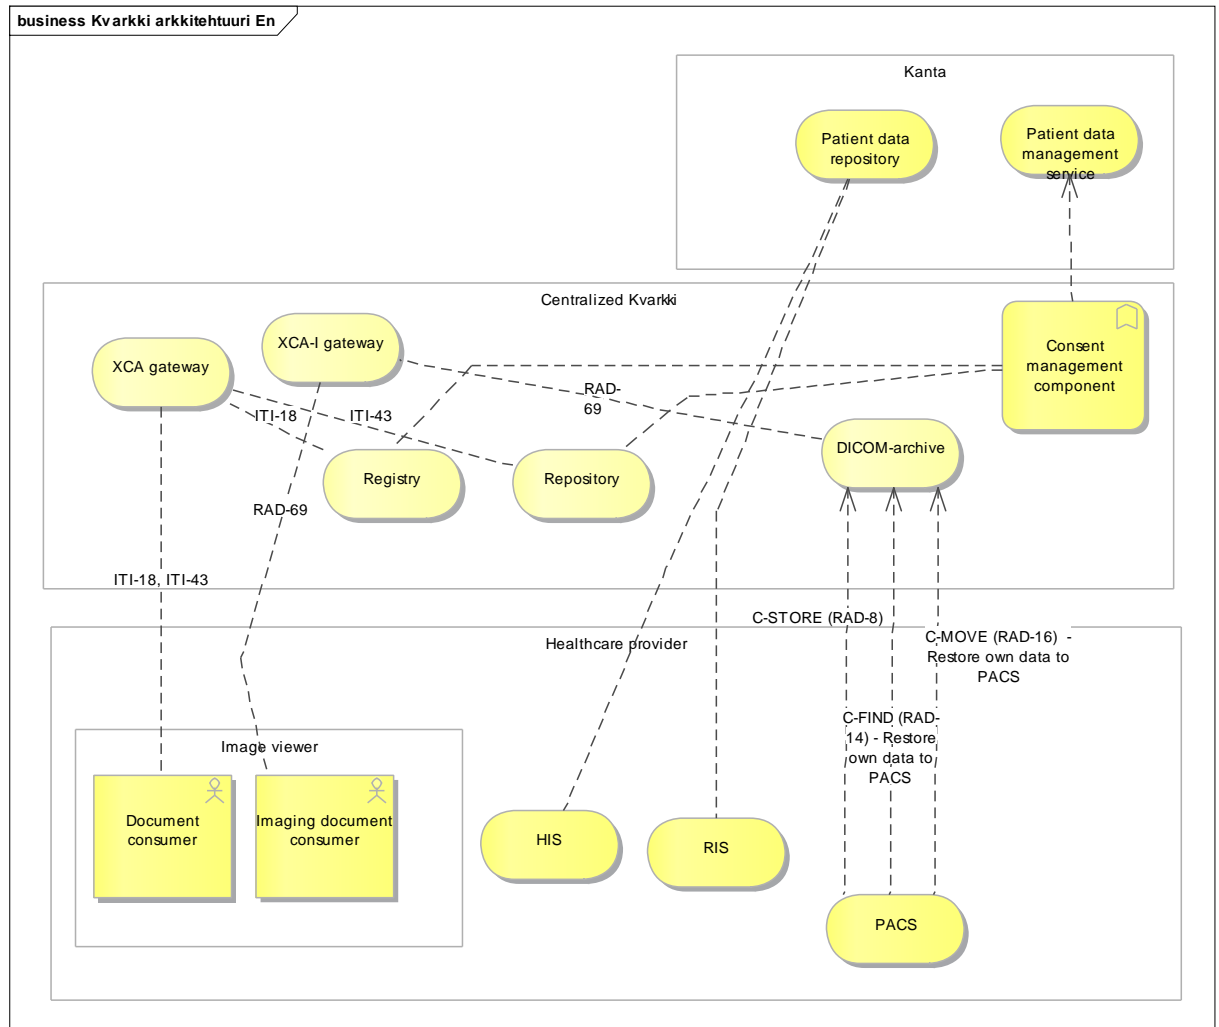 business Kvarkki arkkitehtuuri En
Kanta
Patient data
repository
Patient data
management
service
Centralized Kvarkki
XCA gateway
XCA-I gateway
Consent
management
component
RAD-
69
ITI-18
ITI-43
DICOM-archive
Registry
Repository
RAD-69
ITI-18, ITI-43
C-STORE (RAD-8)
Healthcare provider
C-MOVE (RAD-16) -
Restore own data to
PACS
C-FIND (RAD-
14) - Restore
own data to
PACS
Image viewer
Document
consumer
Imaging document
consumer
HIS
RIS
PACS